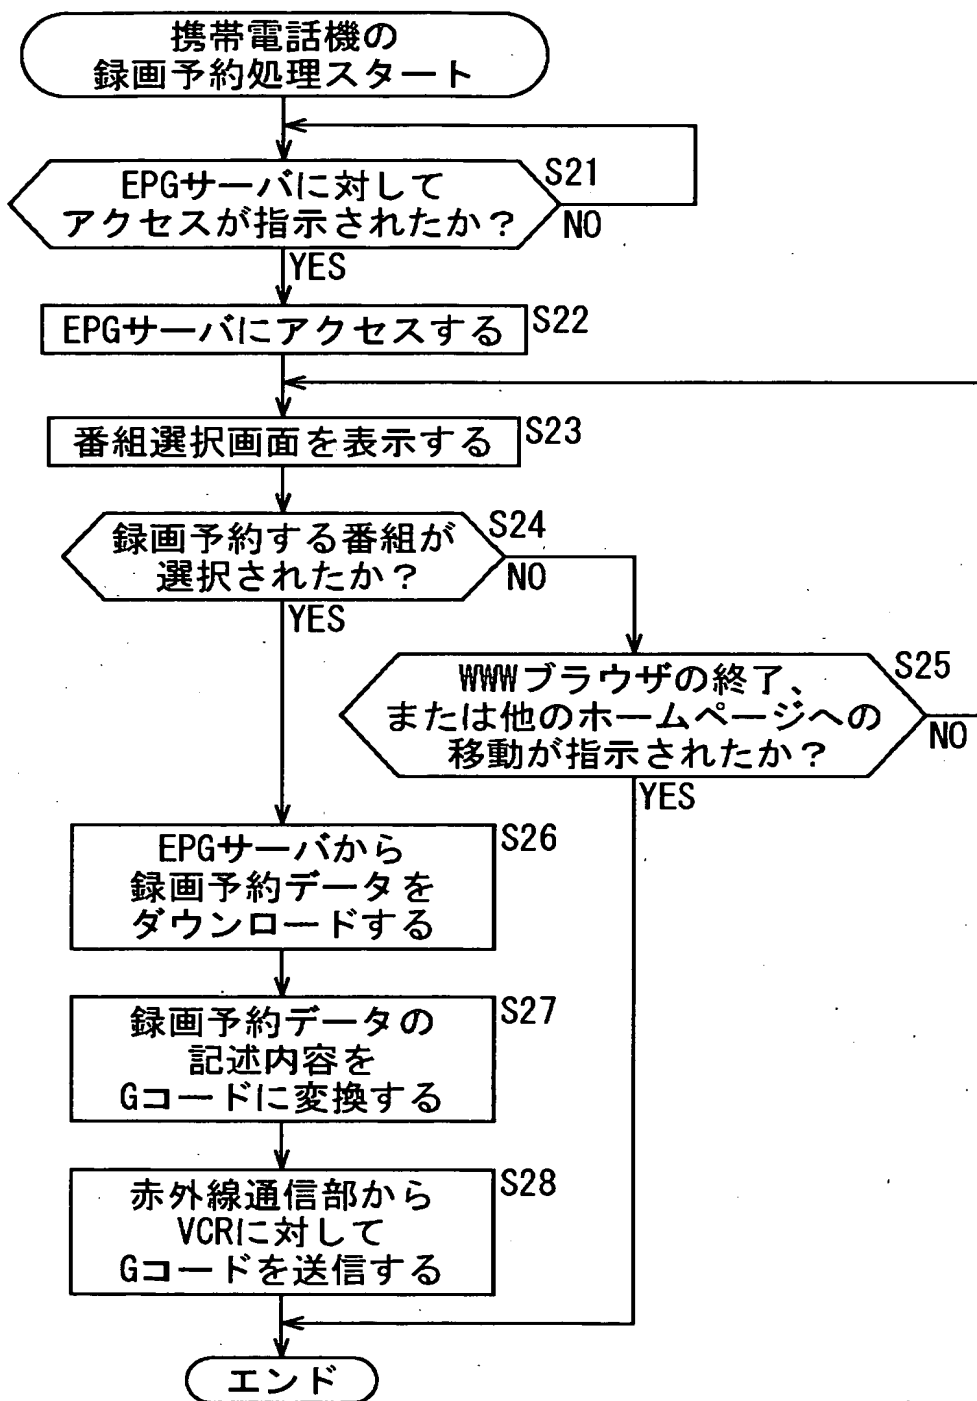 携帯電話機の
録画予約処理スタート
EPGサーバに対して
アクセスが指示されたか？
S21
NO
YES
EPGサーバにアクセスする
S22
番組選択画面を表示する
S23
録画予約する番組が
選択されたか？
S24
NO
YES
WWWブラウザの終了、
または他のホームページへの
移動が指示されたか？
S25
NO
YES
EPGサーバから
録画予約データを
ダウンロードする
S26
録画予約データの
記述内容を
Gコードに変換する
S27
赤外線通信部から
VCRに対して
Gコードを送信する
S28
エンド